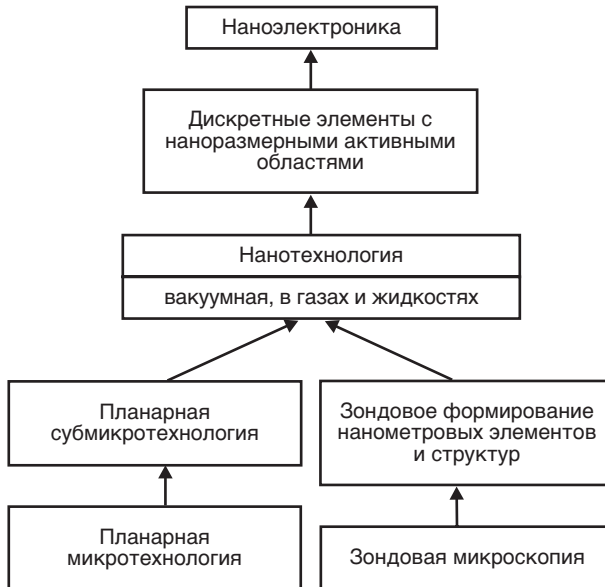 Наноэлектроника
Дискретные элементы с
наноразмерными активными
областями
Нанотехнология
вакуумная, в газах и жидкостях
Планарная
субмикротехнология
Зондовое формирование
нанометровых элементов
и структур
Планарная
микротехнология
Зондовая микроскопия